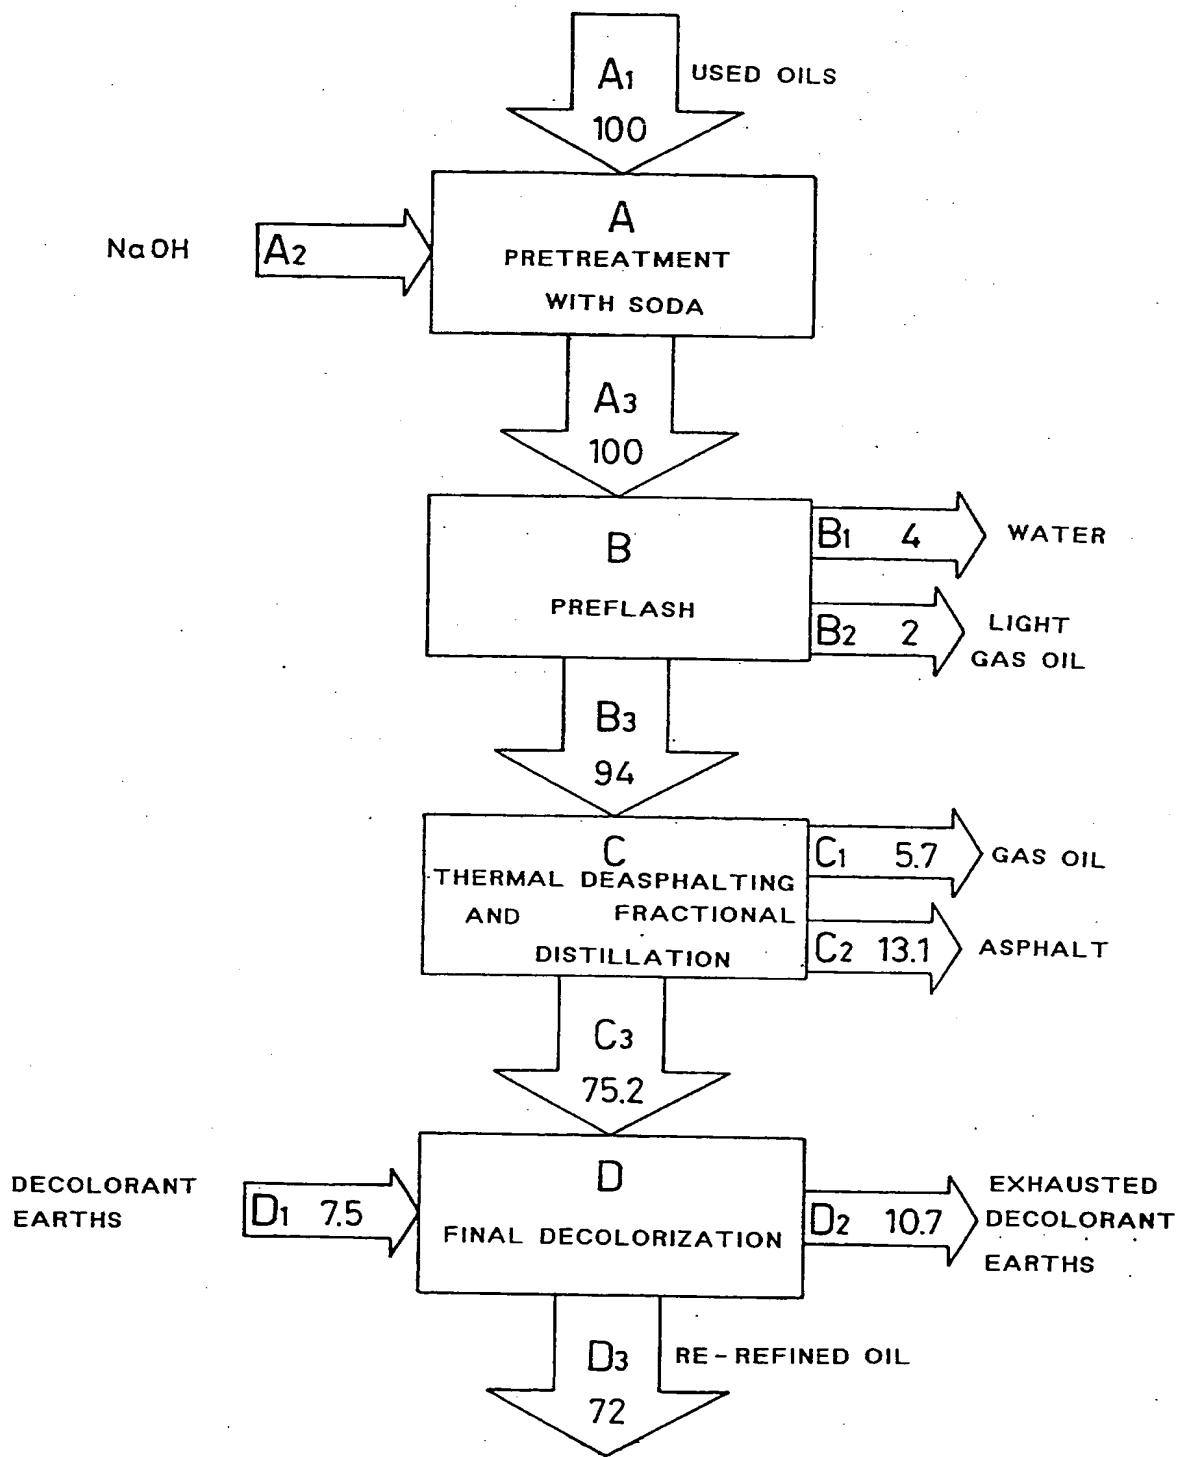 A1 USED OILS
100
NaOH A2
A
PRETREATMENT
WITH SODA
A3
100
B
PREFLASH
B1 4 WATER
B2 2 LIGHT
GAS OIL
B3
94
C
THERMAL DEASPHALTING
AND FRACTIONAL
DISTILLATION
C1 5.7 GAS OIL
C2 13.1 ASPHALT
C3
75.2
DECOLORANT
EARTHS
D1 7.5
D
FINAL DECOLORIZATION
D2 10.7
EXHAUSTED
DECOLORANT
EARTHS
D3 RE-REFINED OIL
72